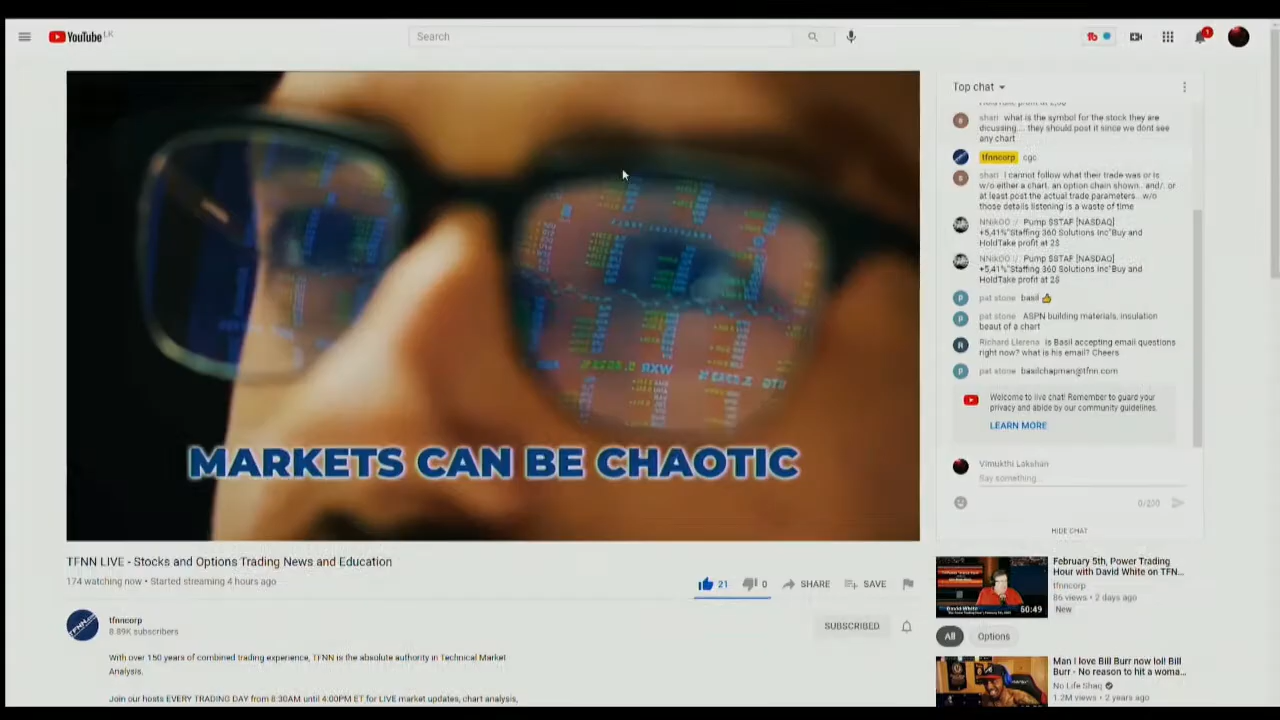 YouTube LK
Search
1
Top chat
shari what is the symbol for the stock they are
dicussing.... they should post it since we dont see
any chart
tfnncorp cgc
shari I cannot follow what their trade was or is
w/o either a chart, an option chain shown.. and/. or
at least post the actual trade parameters.. w/o
those details listening is a waste of time
NNikOO :/ Pump $STAF [NASDAQ]
+5,41%"Staffing 360 Solutions Inc"Buy and
HoldTake profit at 2$
NNikOO :/ Pump $STAF [NASDAQ]
+5,41%"Staffing 360 Solutions Inc"Buy and
HoldTake profit at 2$
pat stone basil 👍
pat stone ASPN building materials, insulation
beaut of a chart
Richard Llerena is Basil accepting email questions
right now? what is his email? Cheers
pat stone basilchapman@tfnn.com
Welcome to live chat! Remember to guard your
privacy and abide by our community guidelines.
LEARN MORE
Vimukthi Lakshan
Say something...
0/200
HIDE CHAT
MARKETS CAN BE CHAOTIC
TFNN LIVE - Stocks and Options Trading News and Education
174 watching now • Started streaming 4 hours ago
21 0 SHARE SAVE
tfnncorp
8.89K subscribers
SUBSCRIBED
With over 150 years of combined trading experience, TFNN is the absolute authority in Technical Market
Analysis.
Join our hosts EVERY TRADING DAY from 8:30AM until 4:00PM ET for LIVE market updates, chart analysis,
February 5th, Power Trading
Hour with David White on TFN...
tfnncorp
86 views • 2 days ago
New
David White
50:49
All Options
Man I love Bill Burr now lol! Bill
Burr - No reason to hit a woma...
No Life Shaq
1.2M views • 2 years ago